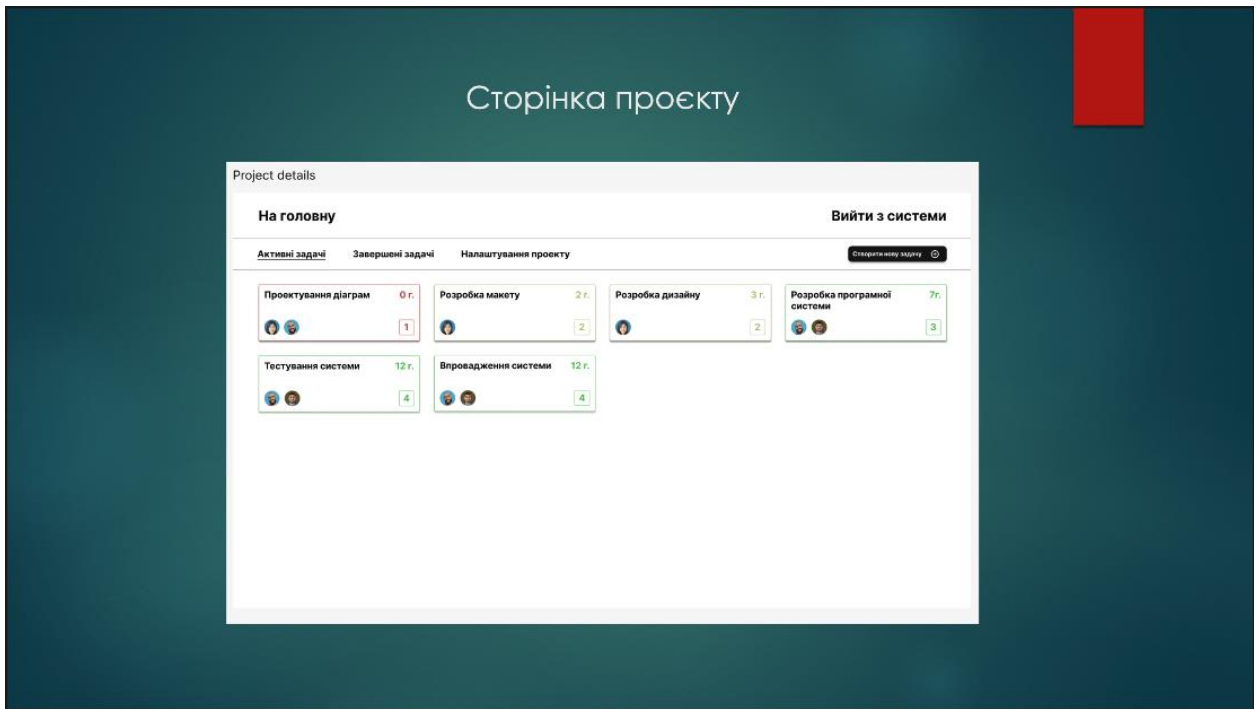 Сторінка проєкту
Project details
На головну
Вийти з системи
Активні задачі
Завершені задачі
Налаштування проекту
Створити нову задачу
Проектування діаграм
0 г.
1
Розробка макету
2 г.
2
Розробка дизайну
3 г.
2
Розробка програмної
системи
7г.
3
Тестування системи
12 г.
4
Впровадження системи
12 г.
4